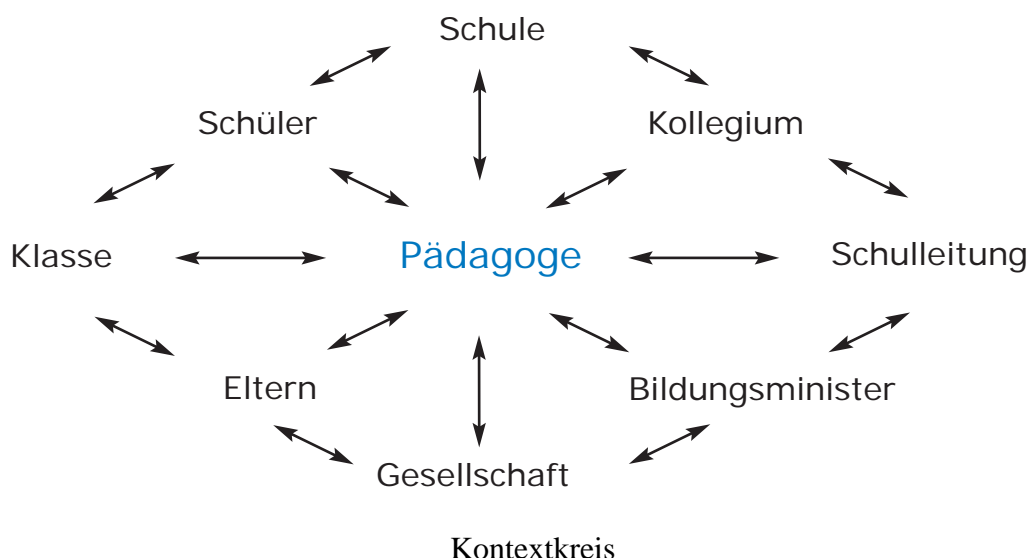 Schule
Schüler
Kollegium
Klasse
Pädagoge
Schulleitung
Eltern
Bildungsminister
Gesellschaft
Kontextkreis